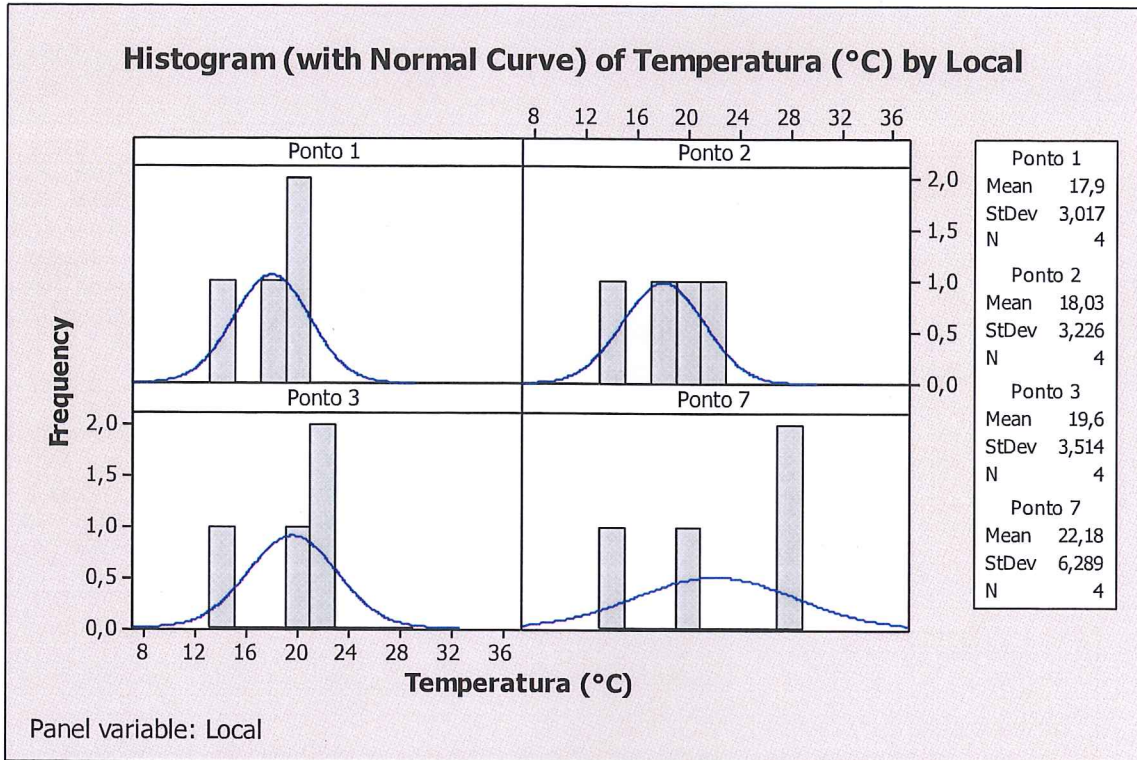 Histogram (with Normal Curve) of Temperatura (°C) by Local
8 12 16 20 24 28 32 36
Ponto 1
Ponto 2
2,0
1,5
1,0
0,5
0,0
Ponto 3
Ponto 7
2,0
1,5
1,0
0,5
0,0
8 12 16 20 24 28 32 36
Frequency
Temperatura (°C)
Ponto 1
Mean 17,9
StDev 3,017
N 4
Ponto 2
Mean 18,03
StDev 3,226
N 4
Ponto 3
Mean 19,6
StDev 3,514
N 4
Ponto 7
Mean 22,18
StDev 6,289
N 4
Panel variable: Local